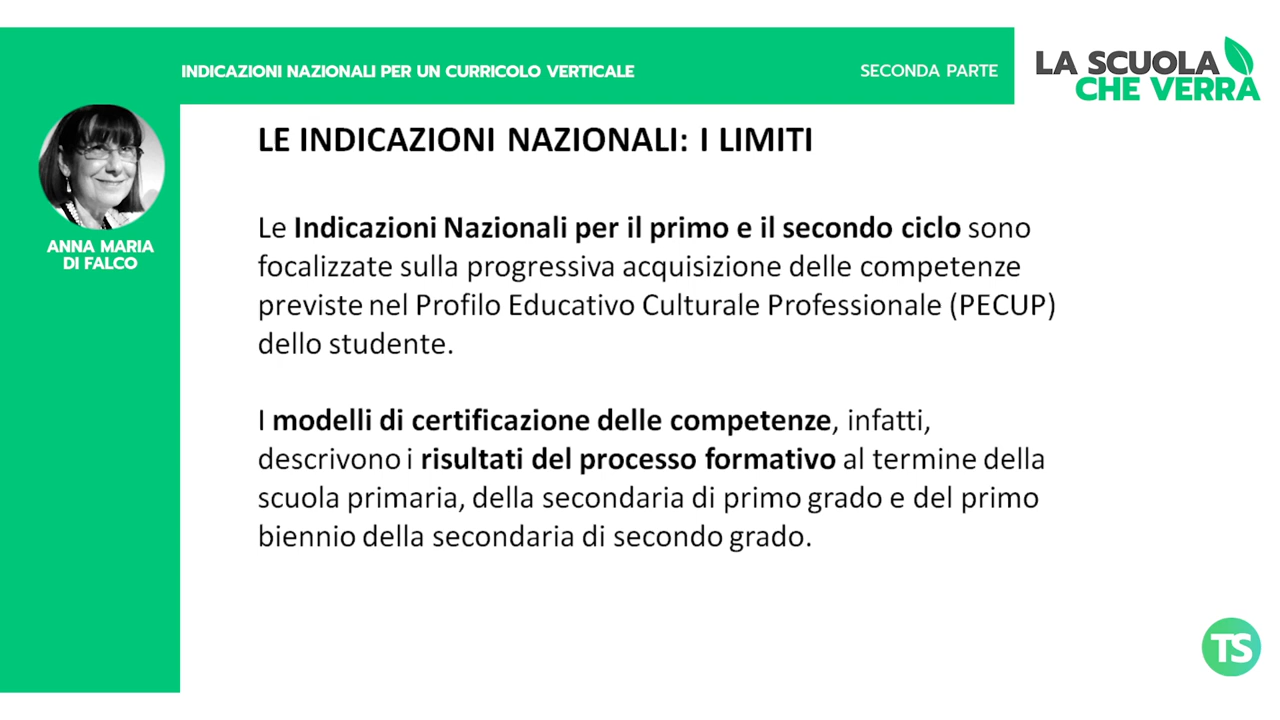 INDICAZIONI NAZIONALI PER UN CURRICOLO VERTICALE
SECONDA PARTE
LA SCUOLA
CHE VERRA
ANNA MARIA
DI FALCO
LE INDICAZIONI NAZIONALI: I LIMITI
Le Indicazioni Nazionali per il primo e il secondo ciclo sono
focalizzate sulla progressiva acquisizione delle competenze
previste nel Profilo Educativo Culturale Professionale (PECUP)
dello studente.
I modelli di certificazione delle competenze, infatti,
descrivono i risultati del processo formativo al termine della
scuola primaria, della secondaria di primo grado e del primo
biennio della secondaria di secondo grado.
TS